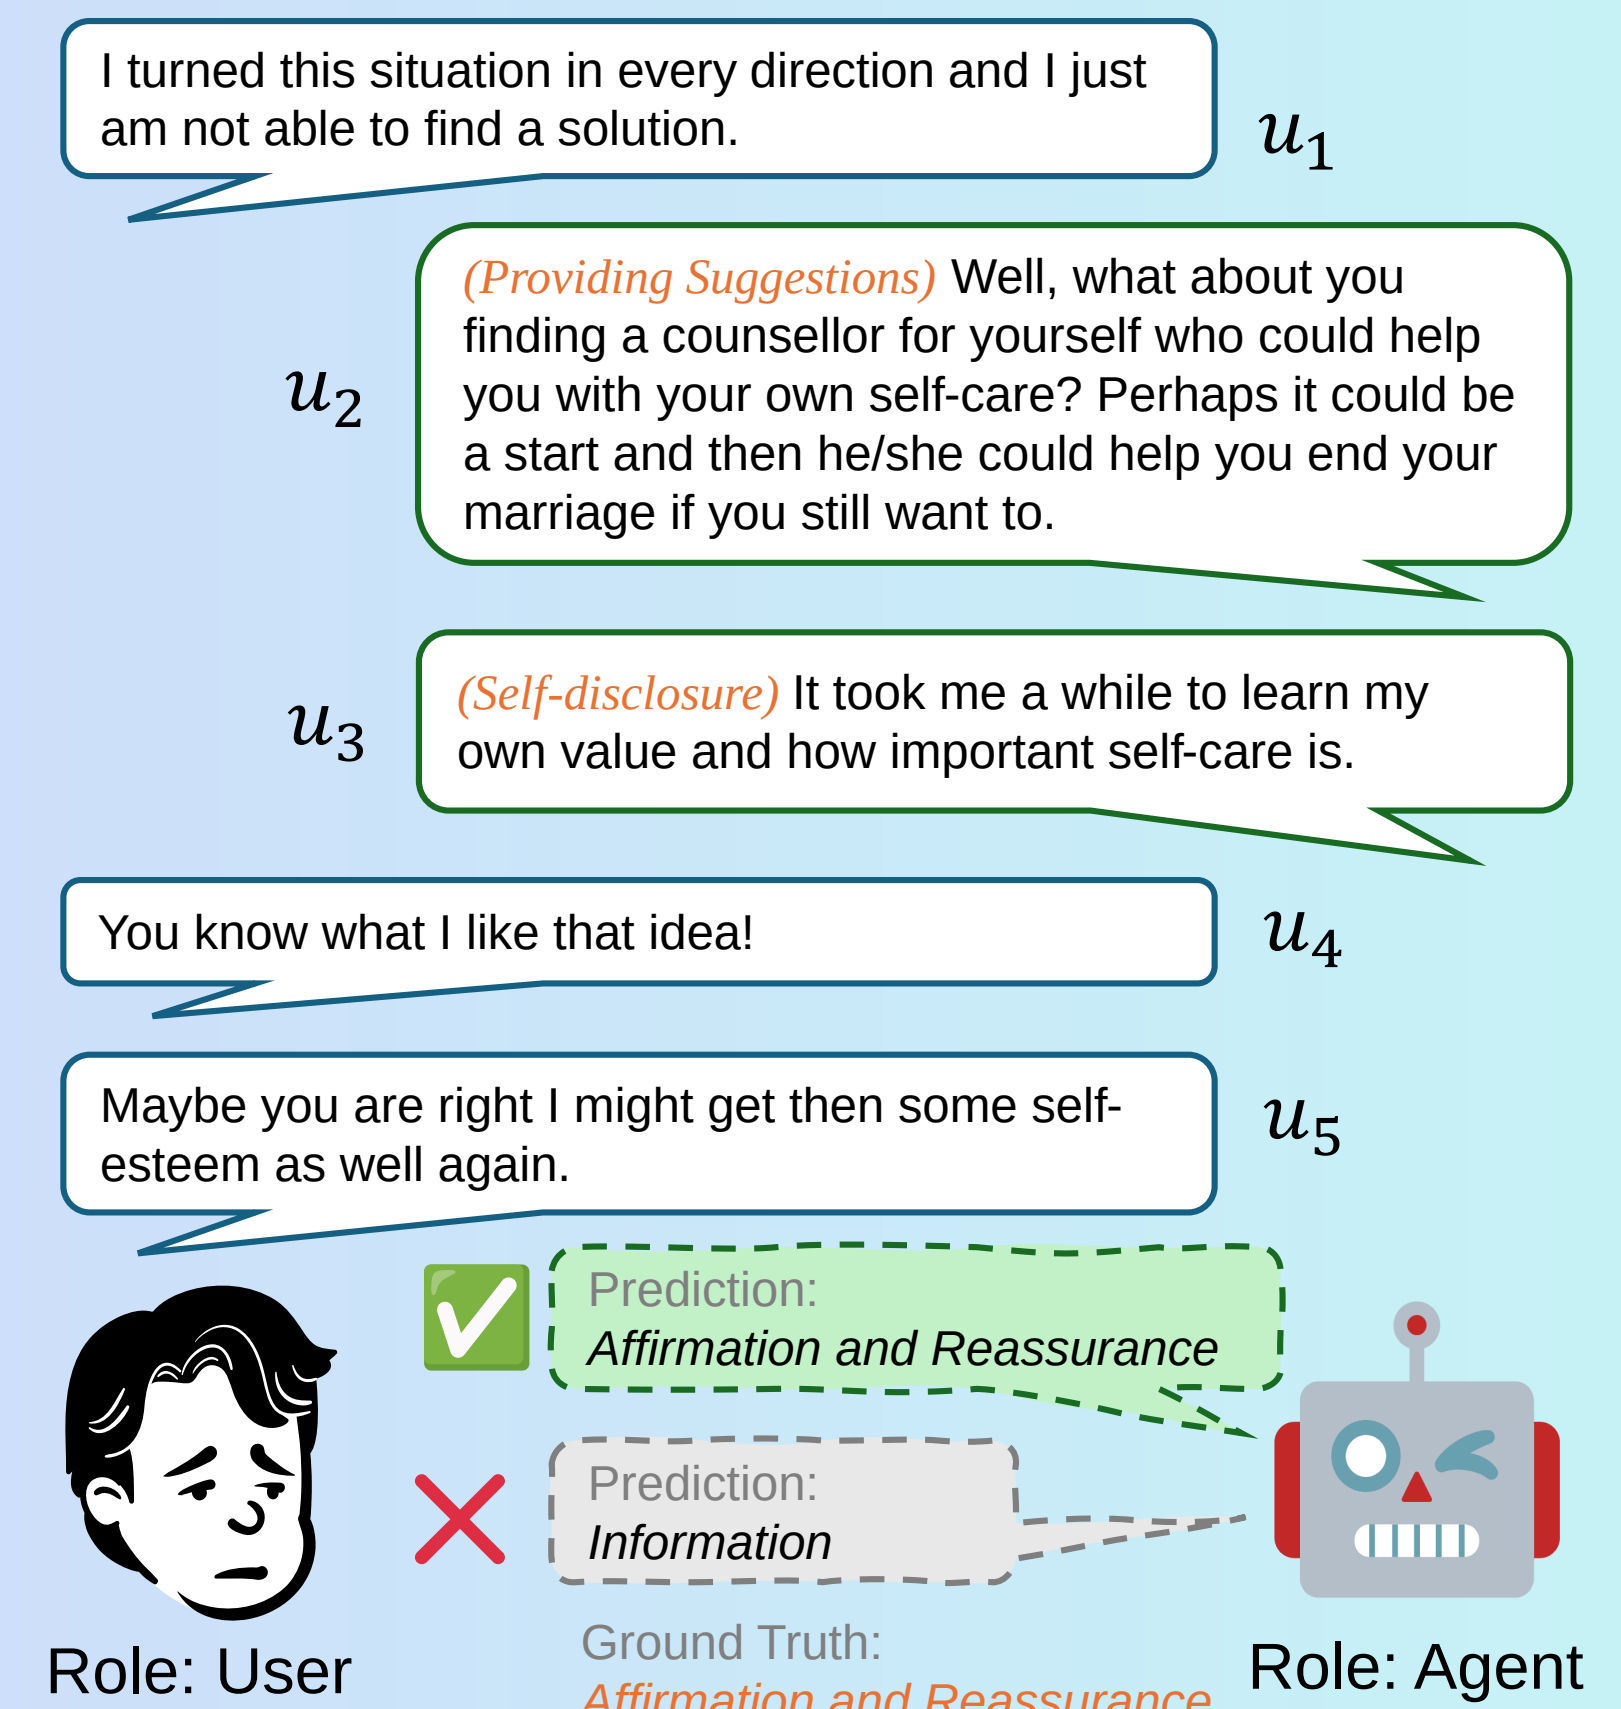 I turned this situation in every direction and I just
am not able to find a solution.
u₁
(Providing Suggestions) Well, what about you
finding a counsellor for yourself who could help
you with your own self-care? Perhaps it could be
a start and then he/she could help you end your
marriage if you still want to.
u₂
(Self-disclosure) It took me a while to learn my
own value and how important self-care is.
u₃
You know what I like that idea!
u₄
Maybe you are right I might get then some self-
esteem as well again.
u₅
Prediction:
Affirmation and Reassurance
Prediction:
Information
Ground Truth:
Affirmation and Reassurance
Role: User
Role: Agent